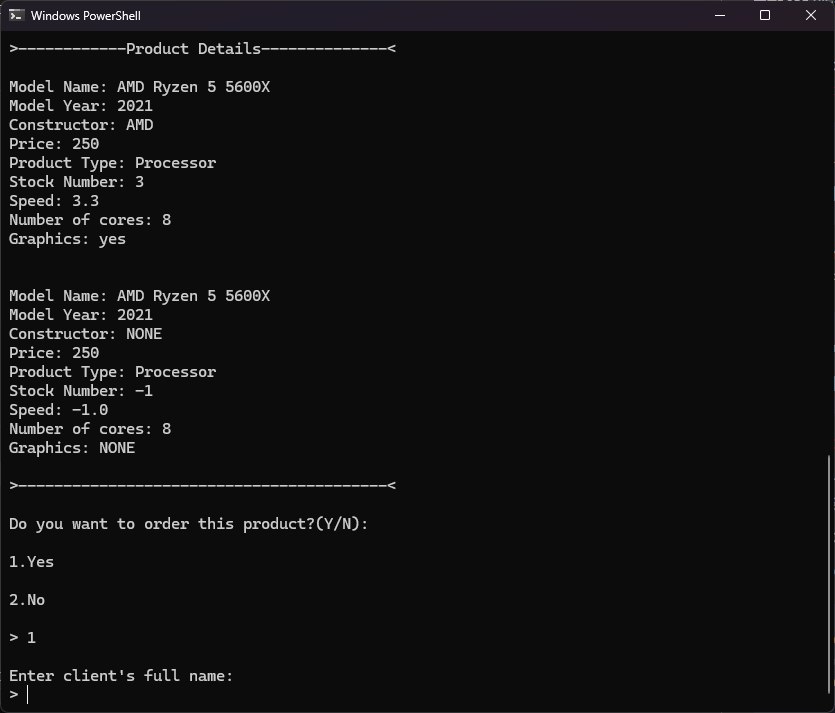 Windows PowerShell
>------------Product Details--------------<
Model Name: AMD Ryzen 5 5600X
Model Year: 2021
Constructor: AMD
Price: 250
Product Type: Processor
Stock Number: 3
Speed: 3.3
Number of cores: 8
Graphics: yes
Model Name: AMD Ryzen 5 5600X
Model Year: 2021
Constructor: NONE
Price: 250
Product Type: Processor
Stock Number: -1
Speed: -1.0
Number of cores: 8
Graphics: NONE
>-----------------------------------------<
Do you want to order this product?(Y/N):
1.Yes
2.No
> 1
Enter client's full name:
>